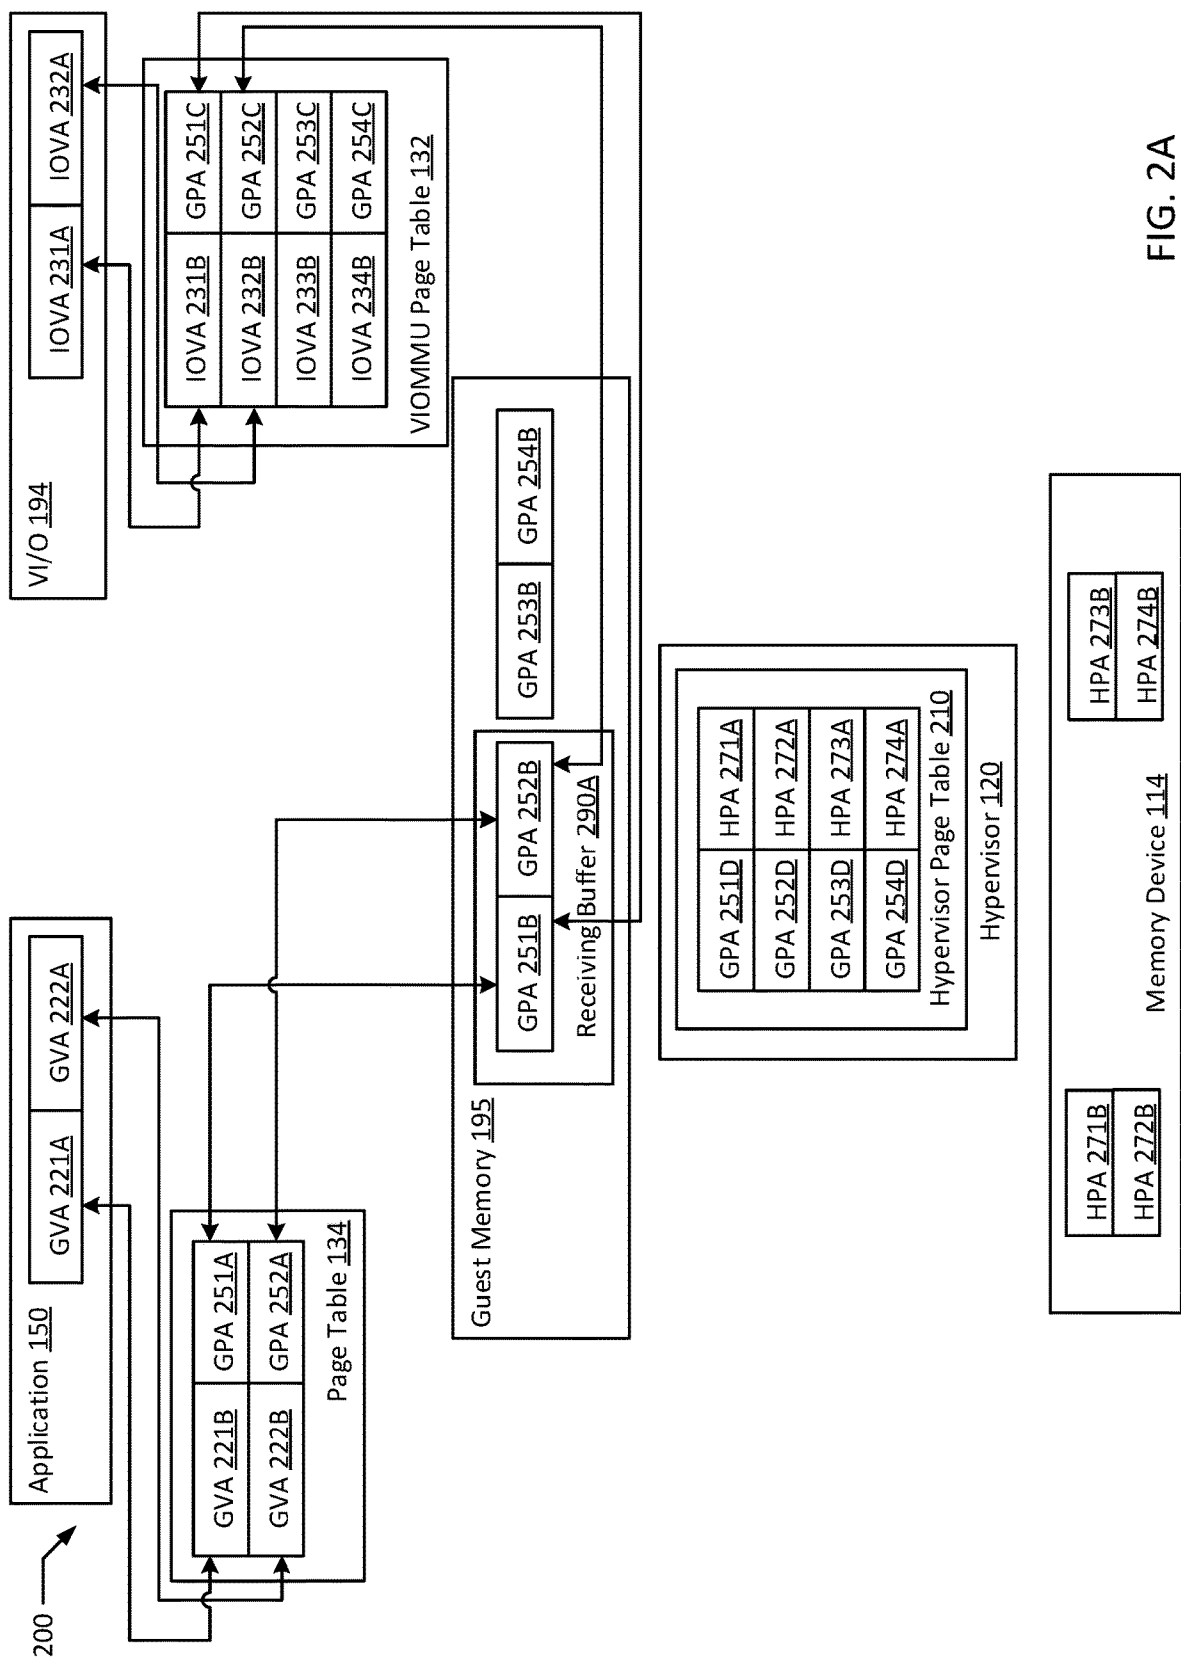 200
Application 150
GVA 221A
GVA 222A
VI/O 194
IOVA 231A
IOVA 232A
GVA 221B
GPA 251A
GVA 222B
GPA 252A
Page Table 134
IOVA 231B
GPA 251C
IOVA 232B
GPA 252C
IOVA 233B
GPA 253C
IOVA 234B
GPA 254C
VIOMMU Page Table 132
Guest Memory 195
GPA 251B
GPA 252B
Receiving Buffer 290A
GPA 253B
GPA 254B
GPA 251D
HPA 271A
GPA 252D
HPA 272A
GPA 253D
HPA 273A
GPA 254D
HPA 274A
Hypervisor Page Table 210
Hypervisor 120
HPA 271B
HPA 272B
HPA 273B
HPA 274B
Memory Device 114
FIG. 2A